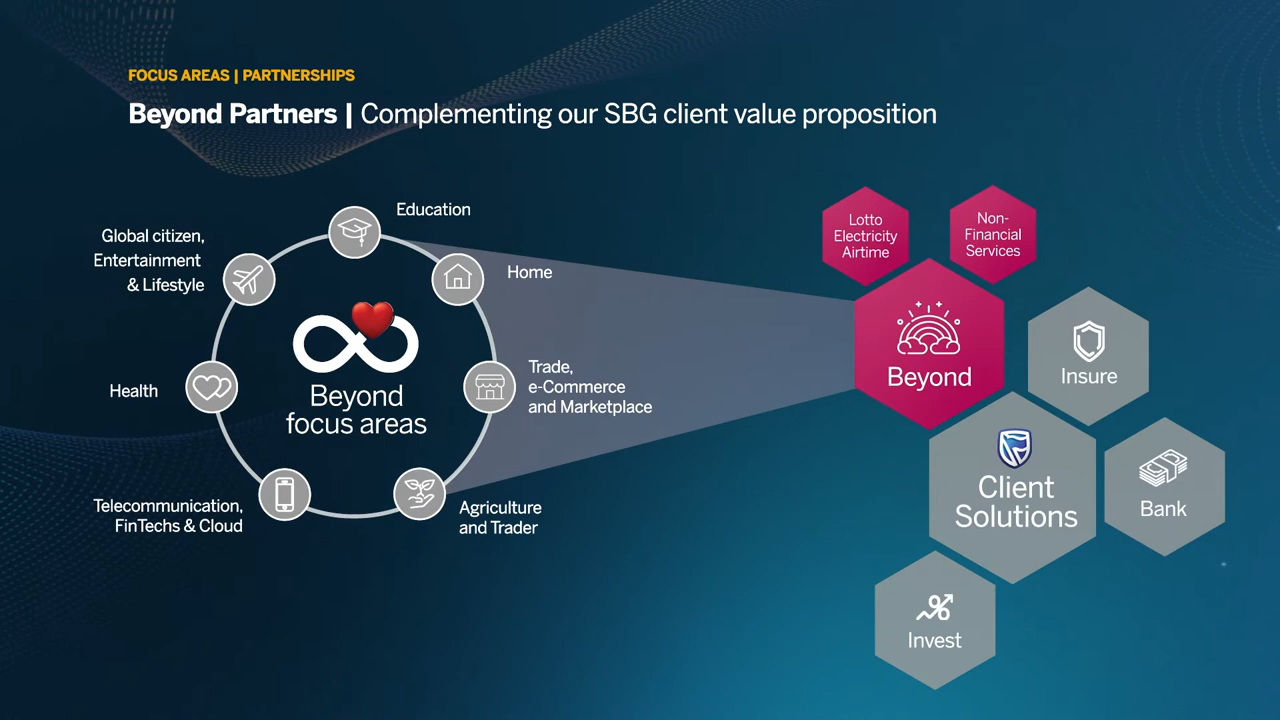 FOCUS AREAS | PARTNERSHIPS
Beyond Partners | Complementing our SBG client value proposition
Education
Global citizen,
Entertainment
& Lifestyle
Home
Beyond
focus areas
Health
Trade,
e-Commerce
and Marketplace
Telecommunication,
FinTechs & Cloud
Agriculture
and Trader
Lotto
Electricity
Airtime
Non-
Financial
Services
Beyond
Insure
Client
Solutions
Bank
Invest